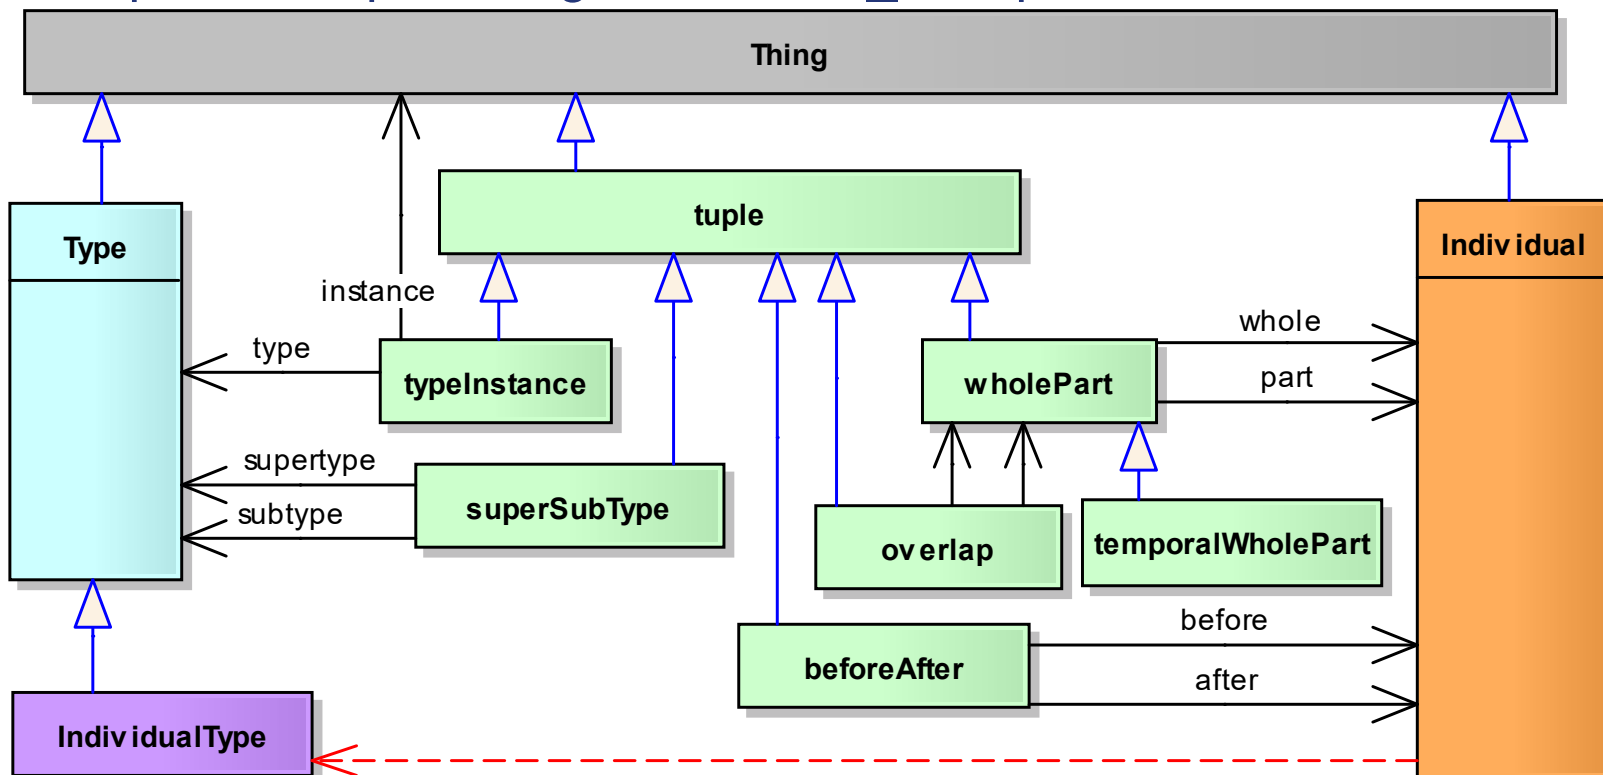 Thing
tuple
Type
Individual
instance
type
typeInstance
whole
wholePart
part
supertype
superSubType
subtype
overlap
temporalWholePart
before
beforeAfter
after
IndividualType